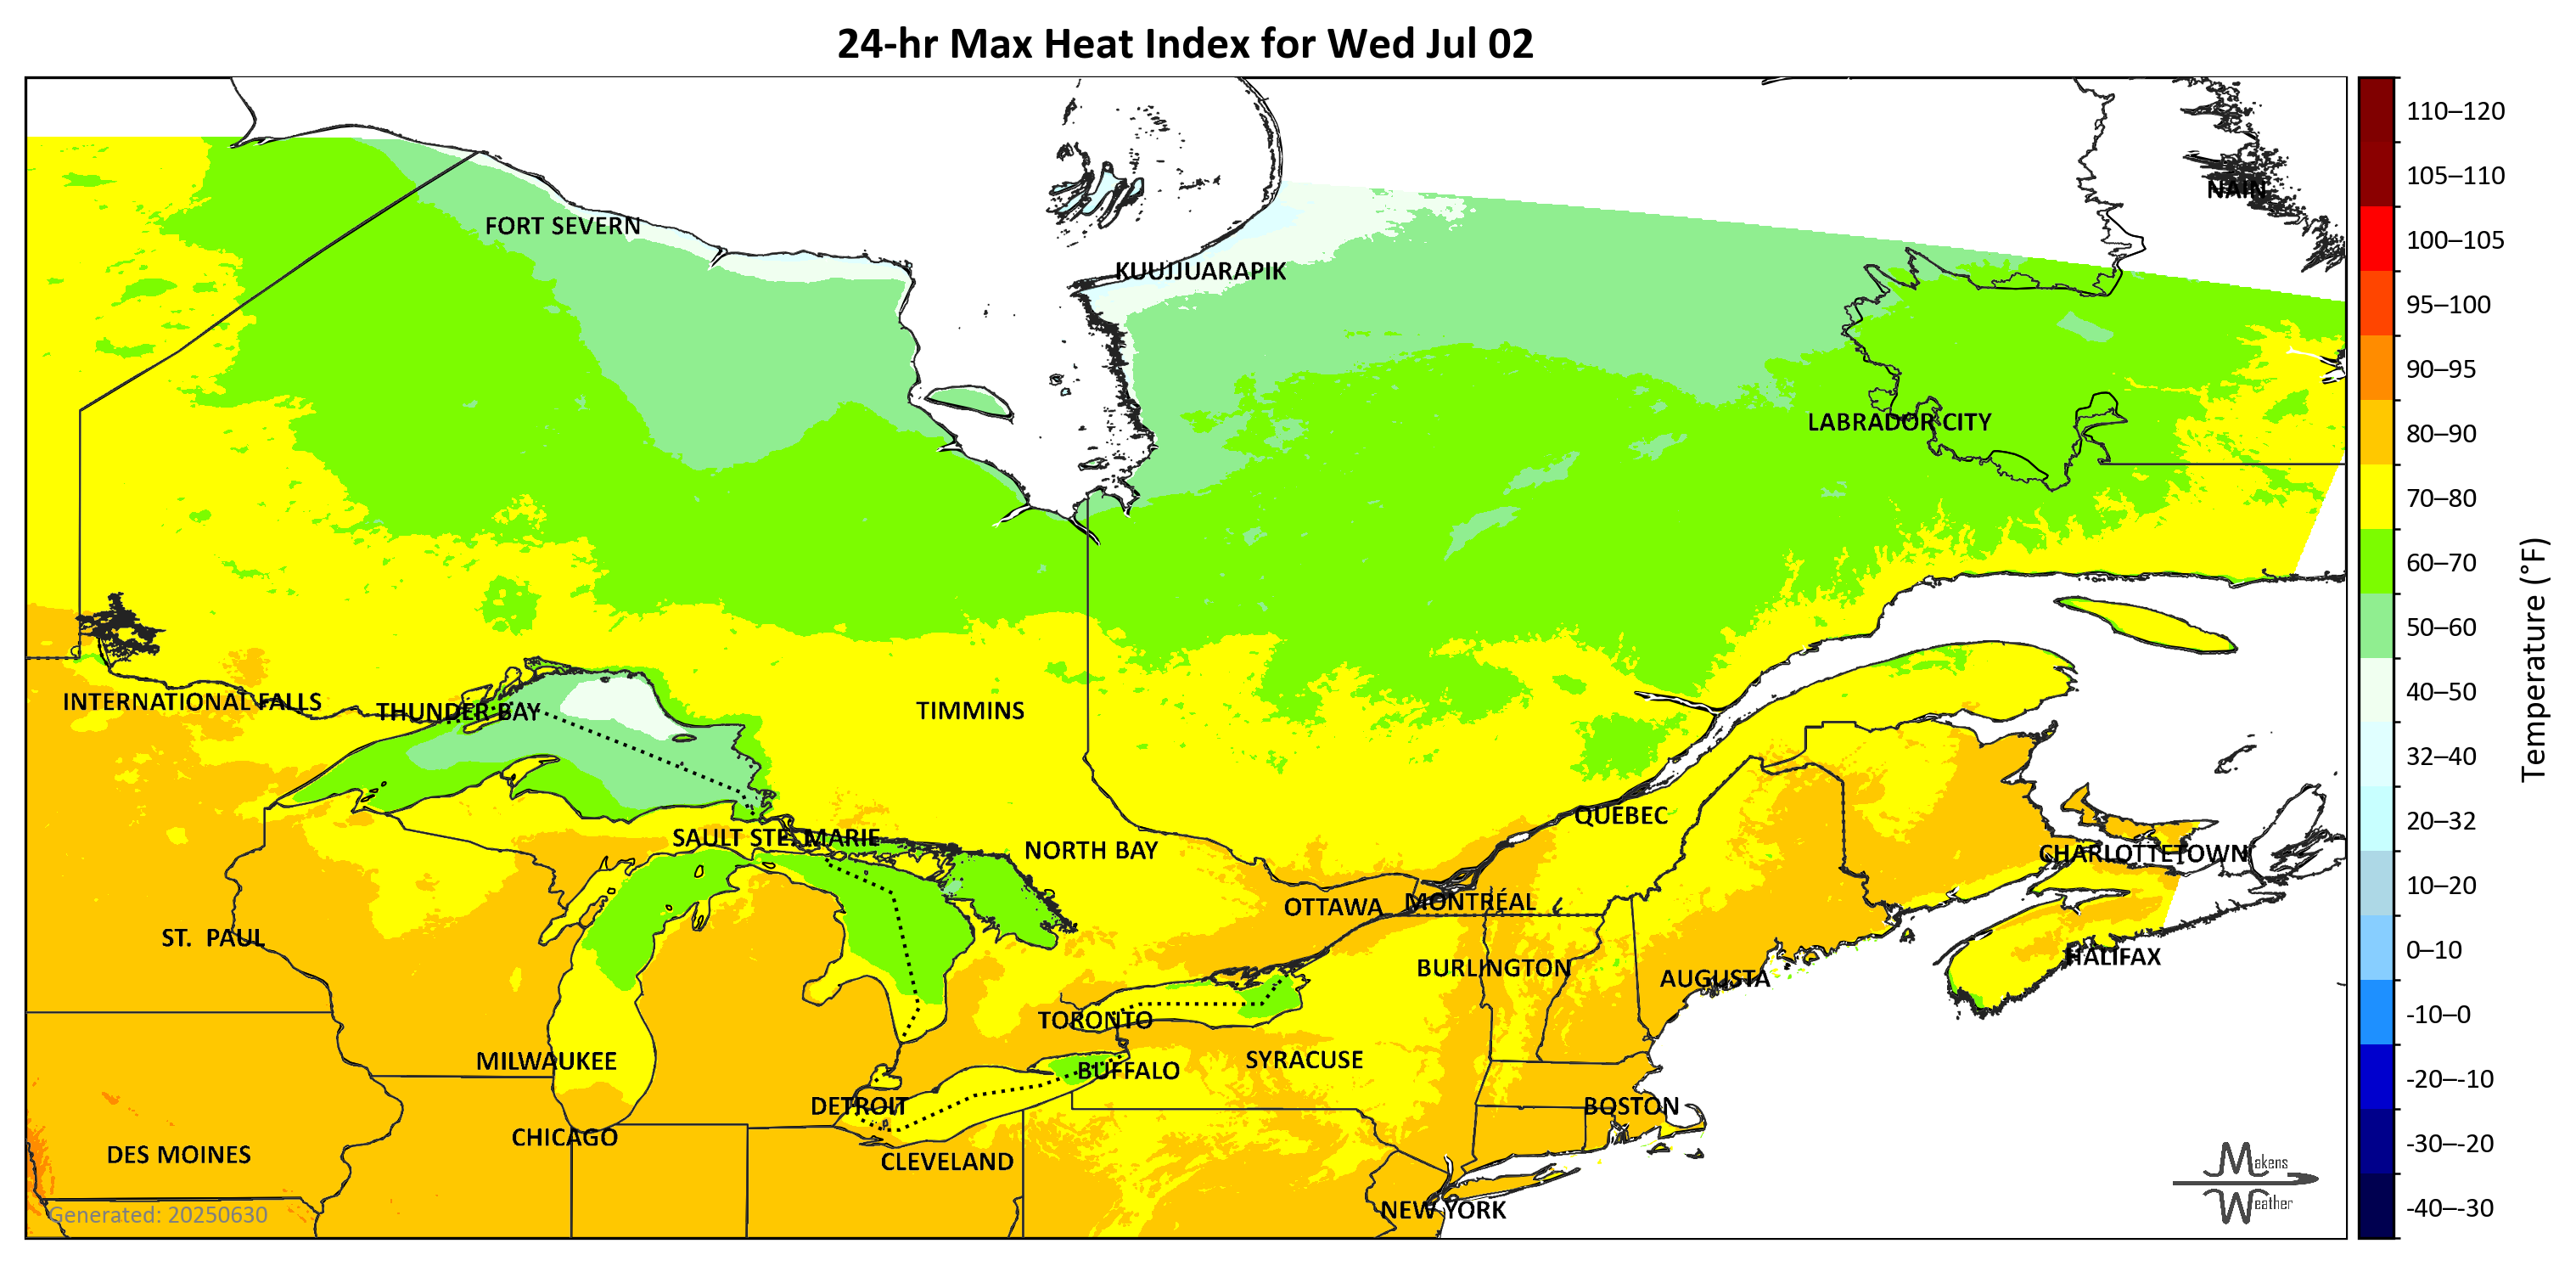 24-hr Max Heat Index for Wed Jul 02
NAIN
FORT SEVERN
KUUJJUARAPIK
LABRADOR CITY
INTERNATIONAL FALLS
THUNDER BAY
TIMMINS
QUEBEC
SAULT STE. MARIE
NORTH BAY
CHARLOTTETOWN
OTTAWA
MONTRÉAL
ST. PAUL
HALIFAX
BURLINGTON
AUGUSTA
TORONTO
MILWAUKEE
SYRACUSE
BUFFALO
DETROIT
BOSTON
CHICAGO
DES MOINES
CLEVELAND
NEW YORK
Generated: 20250630
Makens
Weather
110–120
105–110
100–105
95–100
90–95
80–90
70–80
60–70
50–60
40–50
32–40
20–32
10–20
0–10
-10–0
-20–-10
-30–-20
-40–-30
Temperature (°F)